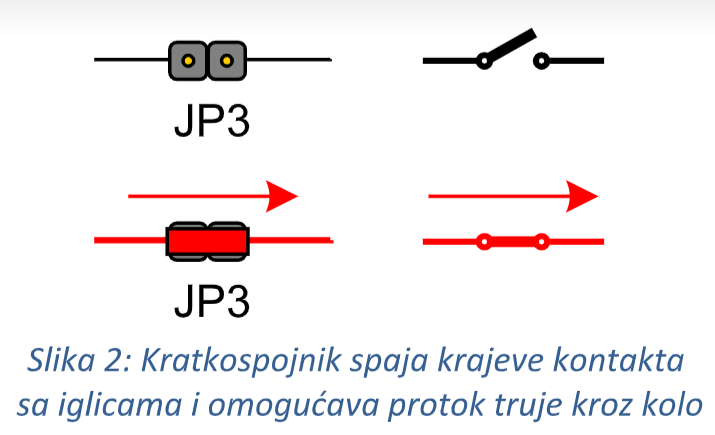 JP3
JP3
Slika 2: Kratkospojnik spaja krajeve kontakta
sa iglicama i omogućava protok truje kroz kolo